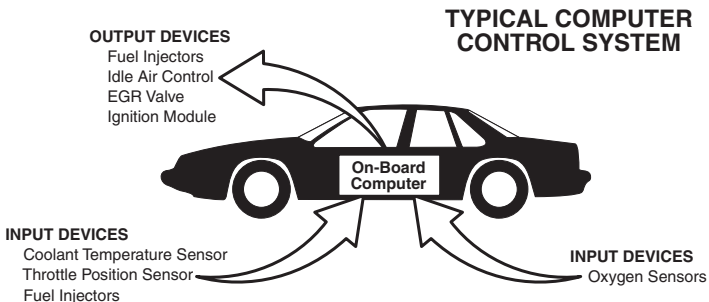 TYPICAL COMPUTER
CONTROL SYSTEM
OUTPUT DEVICES
Fuel Injectors
Idle Air Control
EGR Valve
Ignition Module
On-Board
Computer
INPUT DEVICES
Coolant Temperature Sensor
Throttle Position Sensor
Fuel Injectors
INPUT DEVICES
Oxygen Sensors